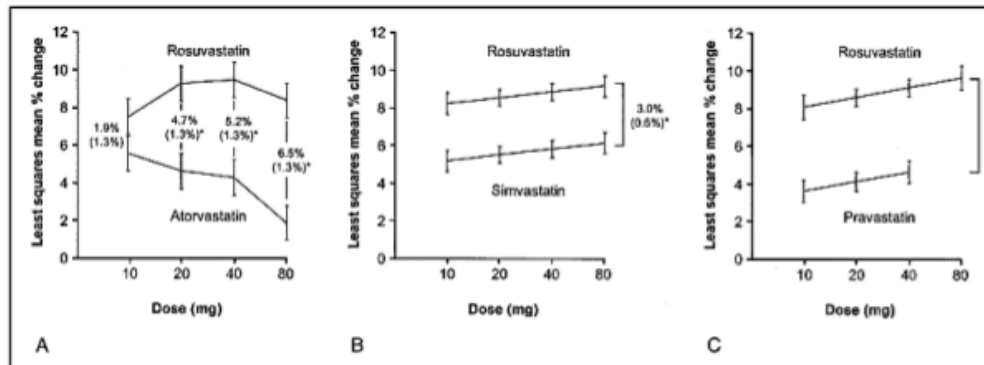 12
10
8
6
4
2
0
Least squares mean % change
Rosuvastatin
1.9%
(1.3%)
4.7%
(1.3%)*
5.2%
(1.3%)*
6.5%
(1.3%)*
Atorvastatin
10 20 40 80
Dose (mg)
A
12
10
8
6
4
2
0
Least squares mean % change
Rosuvastatin
3.0%
(0.6%)*
Simvastatin
10 20 40 80
Dose (mg)
B
12
10
8
6
4
2
0
Least squares mean % change
Rosuvastatin
Pravastatin
10 20 40 80
Dose (mg)
C